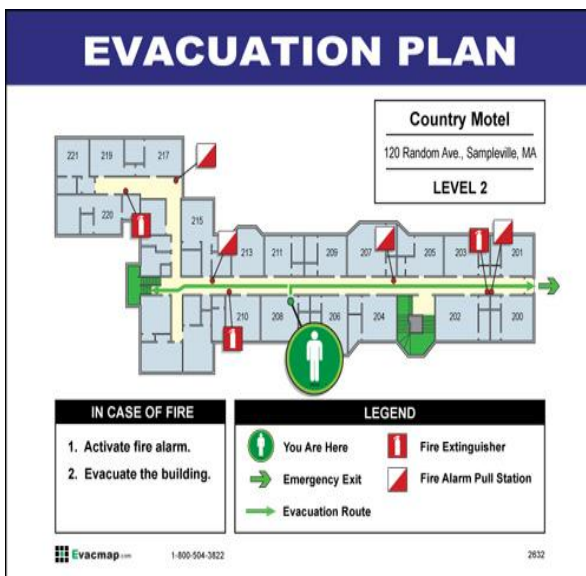 EVACUATION PLAN
Country Motel
120 Random Ave., Sampleville, MA
LEVEL 2
221
219
217
220
215
213
211
209
207
205
203
201
210
208
206
204
202
200
IN CASE OF FIRE
1. Activate fire alarm.
2. Evacuate the building.
LEGEND
You Are Here
Fire Extinguisher
Emergency Exit
Fire Alarm Pull Station
Evacuation Route
Evacmap.com
1-800-504-3822
2632